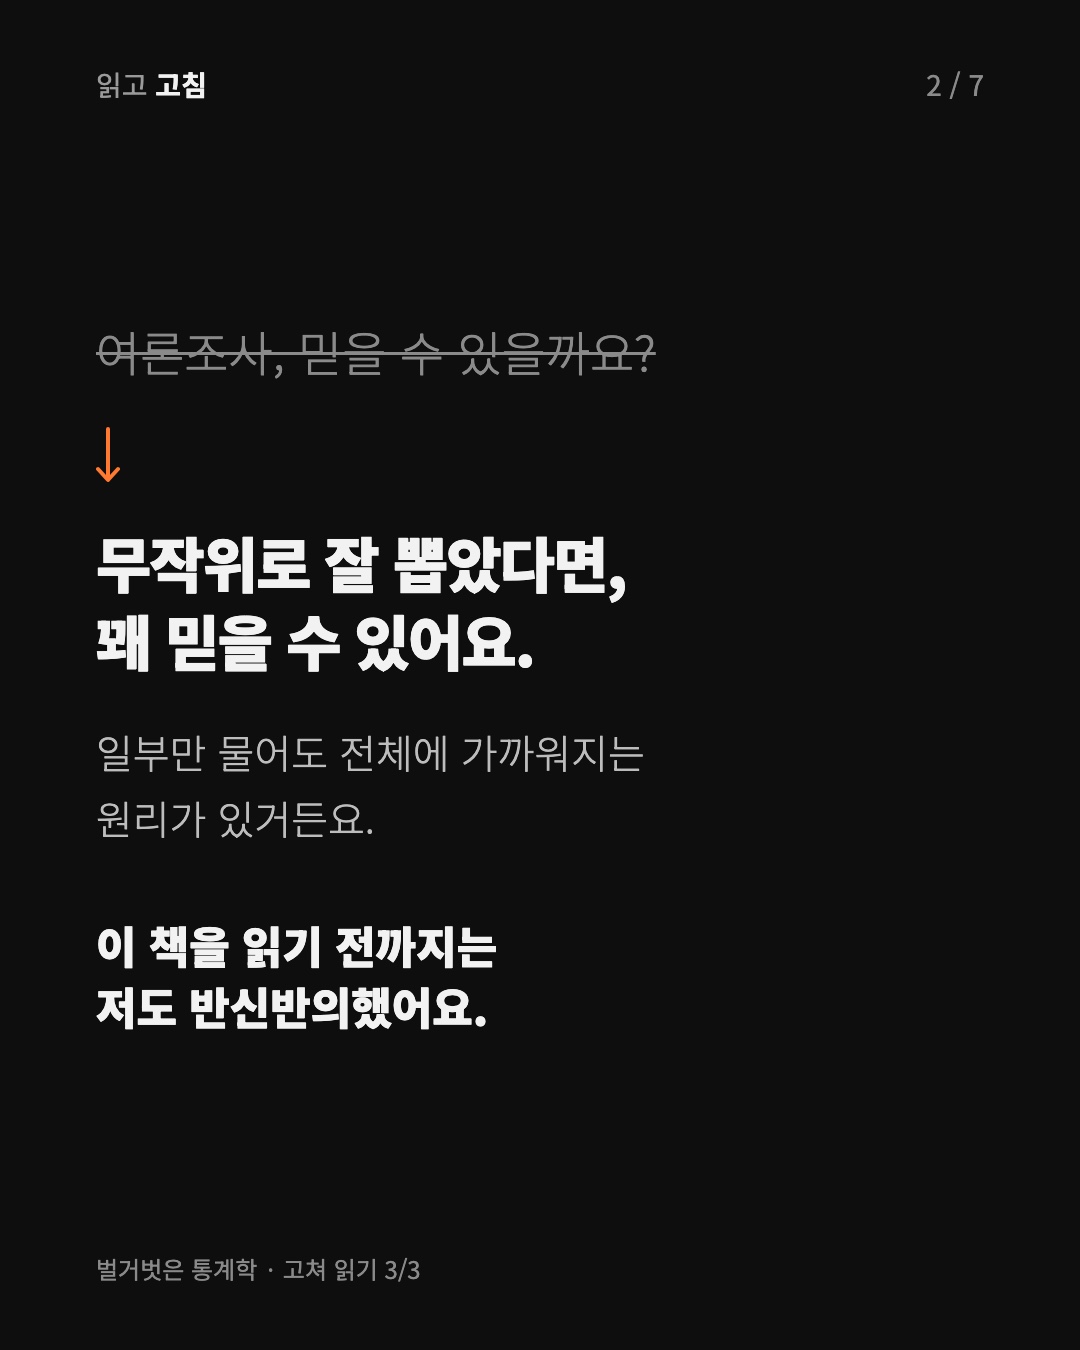 읽고 고침
2 / 7
여론조사, 믿을 수 있을까요?
무작위로 잘 뽑았다면,
꽤 믿을 수 있어요.
일부만 물어도 전체에 가까워지는
원리가 있거든요.
이 책을 읽기 전까지는
저도 반신반의했어요.
벌거벗은 통계학 · 고쳐 읽기 3/3